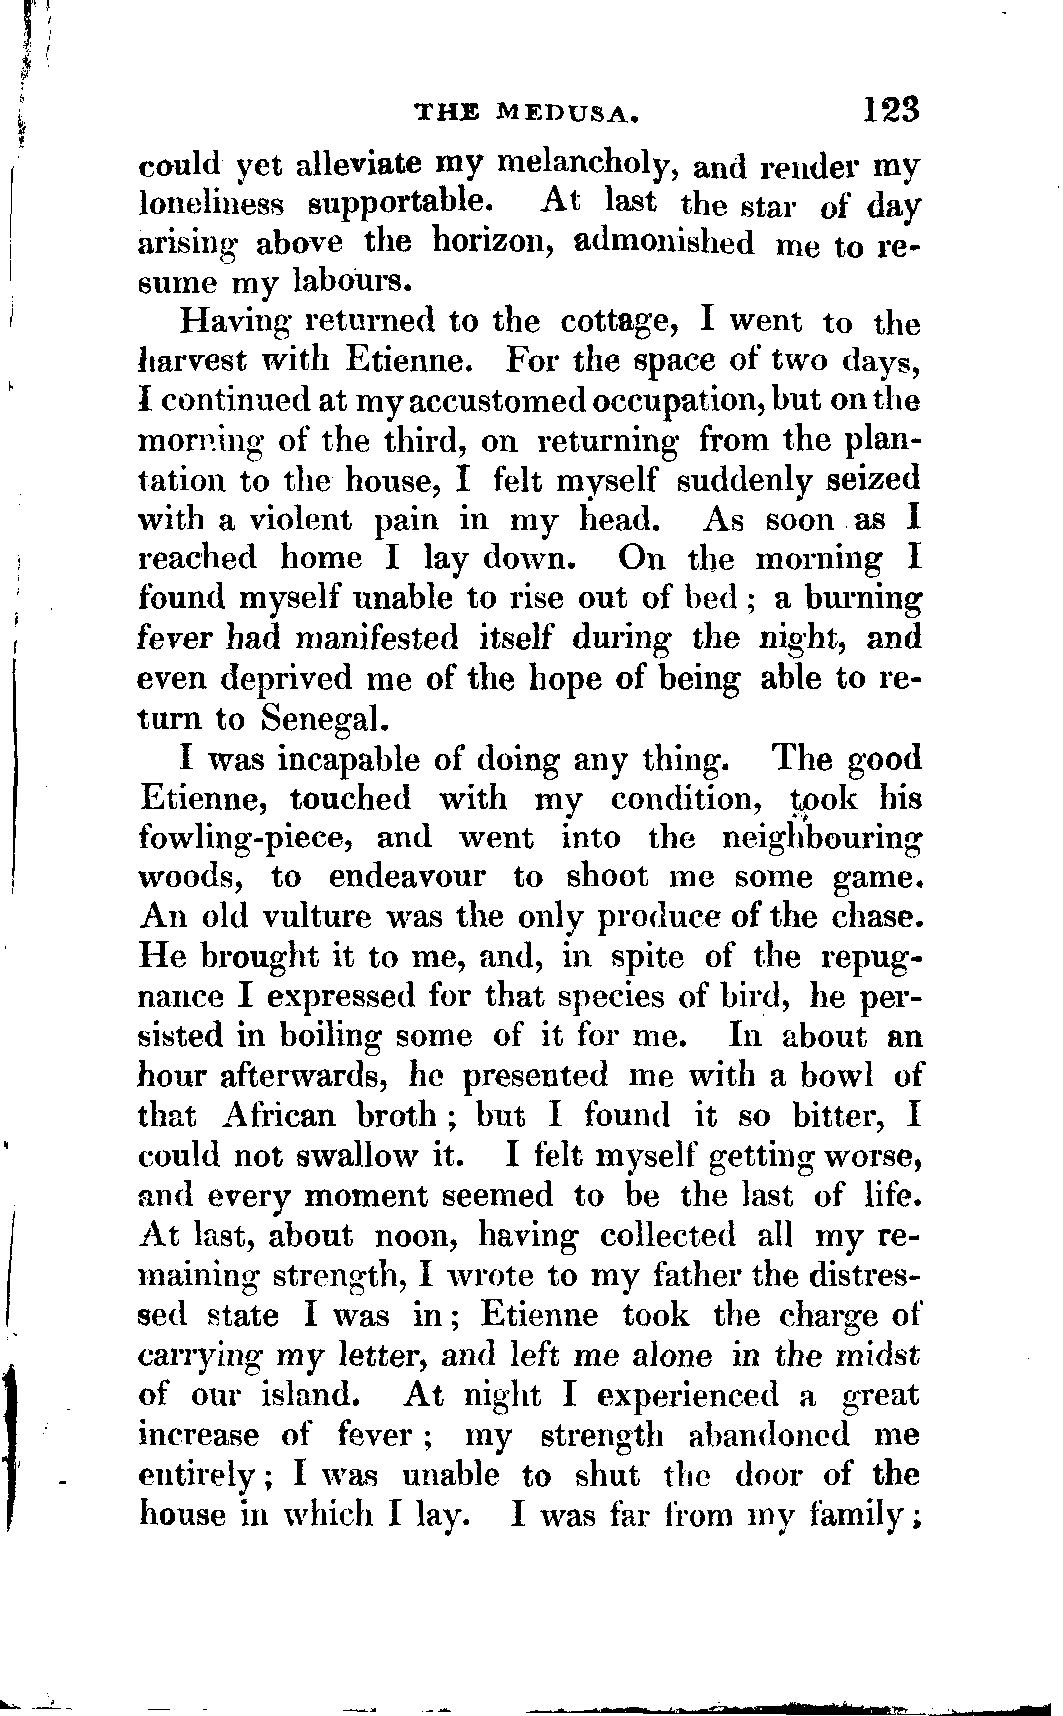 THE MEDUSA. 123
could yet alleviate my melancholy, and render my
loneliness supportable. At last the star of day
arising above the horizon, admonished me to re-
sume my labours.
Having returned to the cottage, I went to the
harvest with Etienne. For the space of two days,
I continued at my accustomed occupation, but on the
morning of the third, on returning from the plan-
tation to the house, I felt myself suddenly seized
with a violent pain in my head. As soon as I
reached home I lay down. On the morning I
found myself unable to rise out of bed; a burning
fever had manifested itself during the night, and
even deprived me of the hope of being able to re-
turn to Senegal.
I was incapable of doing any thing. The good
Etienne, touched with my condition, took his
fowling-piece, and went into the neighbouring
woods, to endeavour to shoot me some game.
An old vulture was the only produce of the chase.
He brought it to me, and, in spite of the repug-
nance I expressed for that species of bird, he per-
sisted in boiling some of it for me. In about an
hour afterwards, he presented me with a bowl of
that African broth; but I found it so bitter, I
could not swallow it. I felt myself getting worse,
and every moment seemed to be the last of life.
At last, about noon, having collected all my re-
maining strength, I wrote to my father the distres-
sed state I was in; Etienne took the charge of
carrying my letter, and left me alone in the midst
of our island. At night I experienced a great
increase of fever; my strength abandoned me
entirely; I was unable to shut the door of the
house in which I lay. I was far from my family;